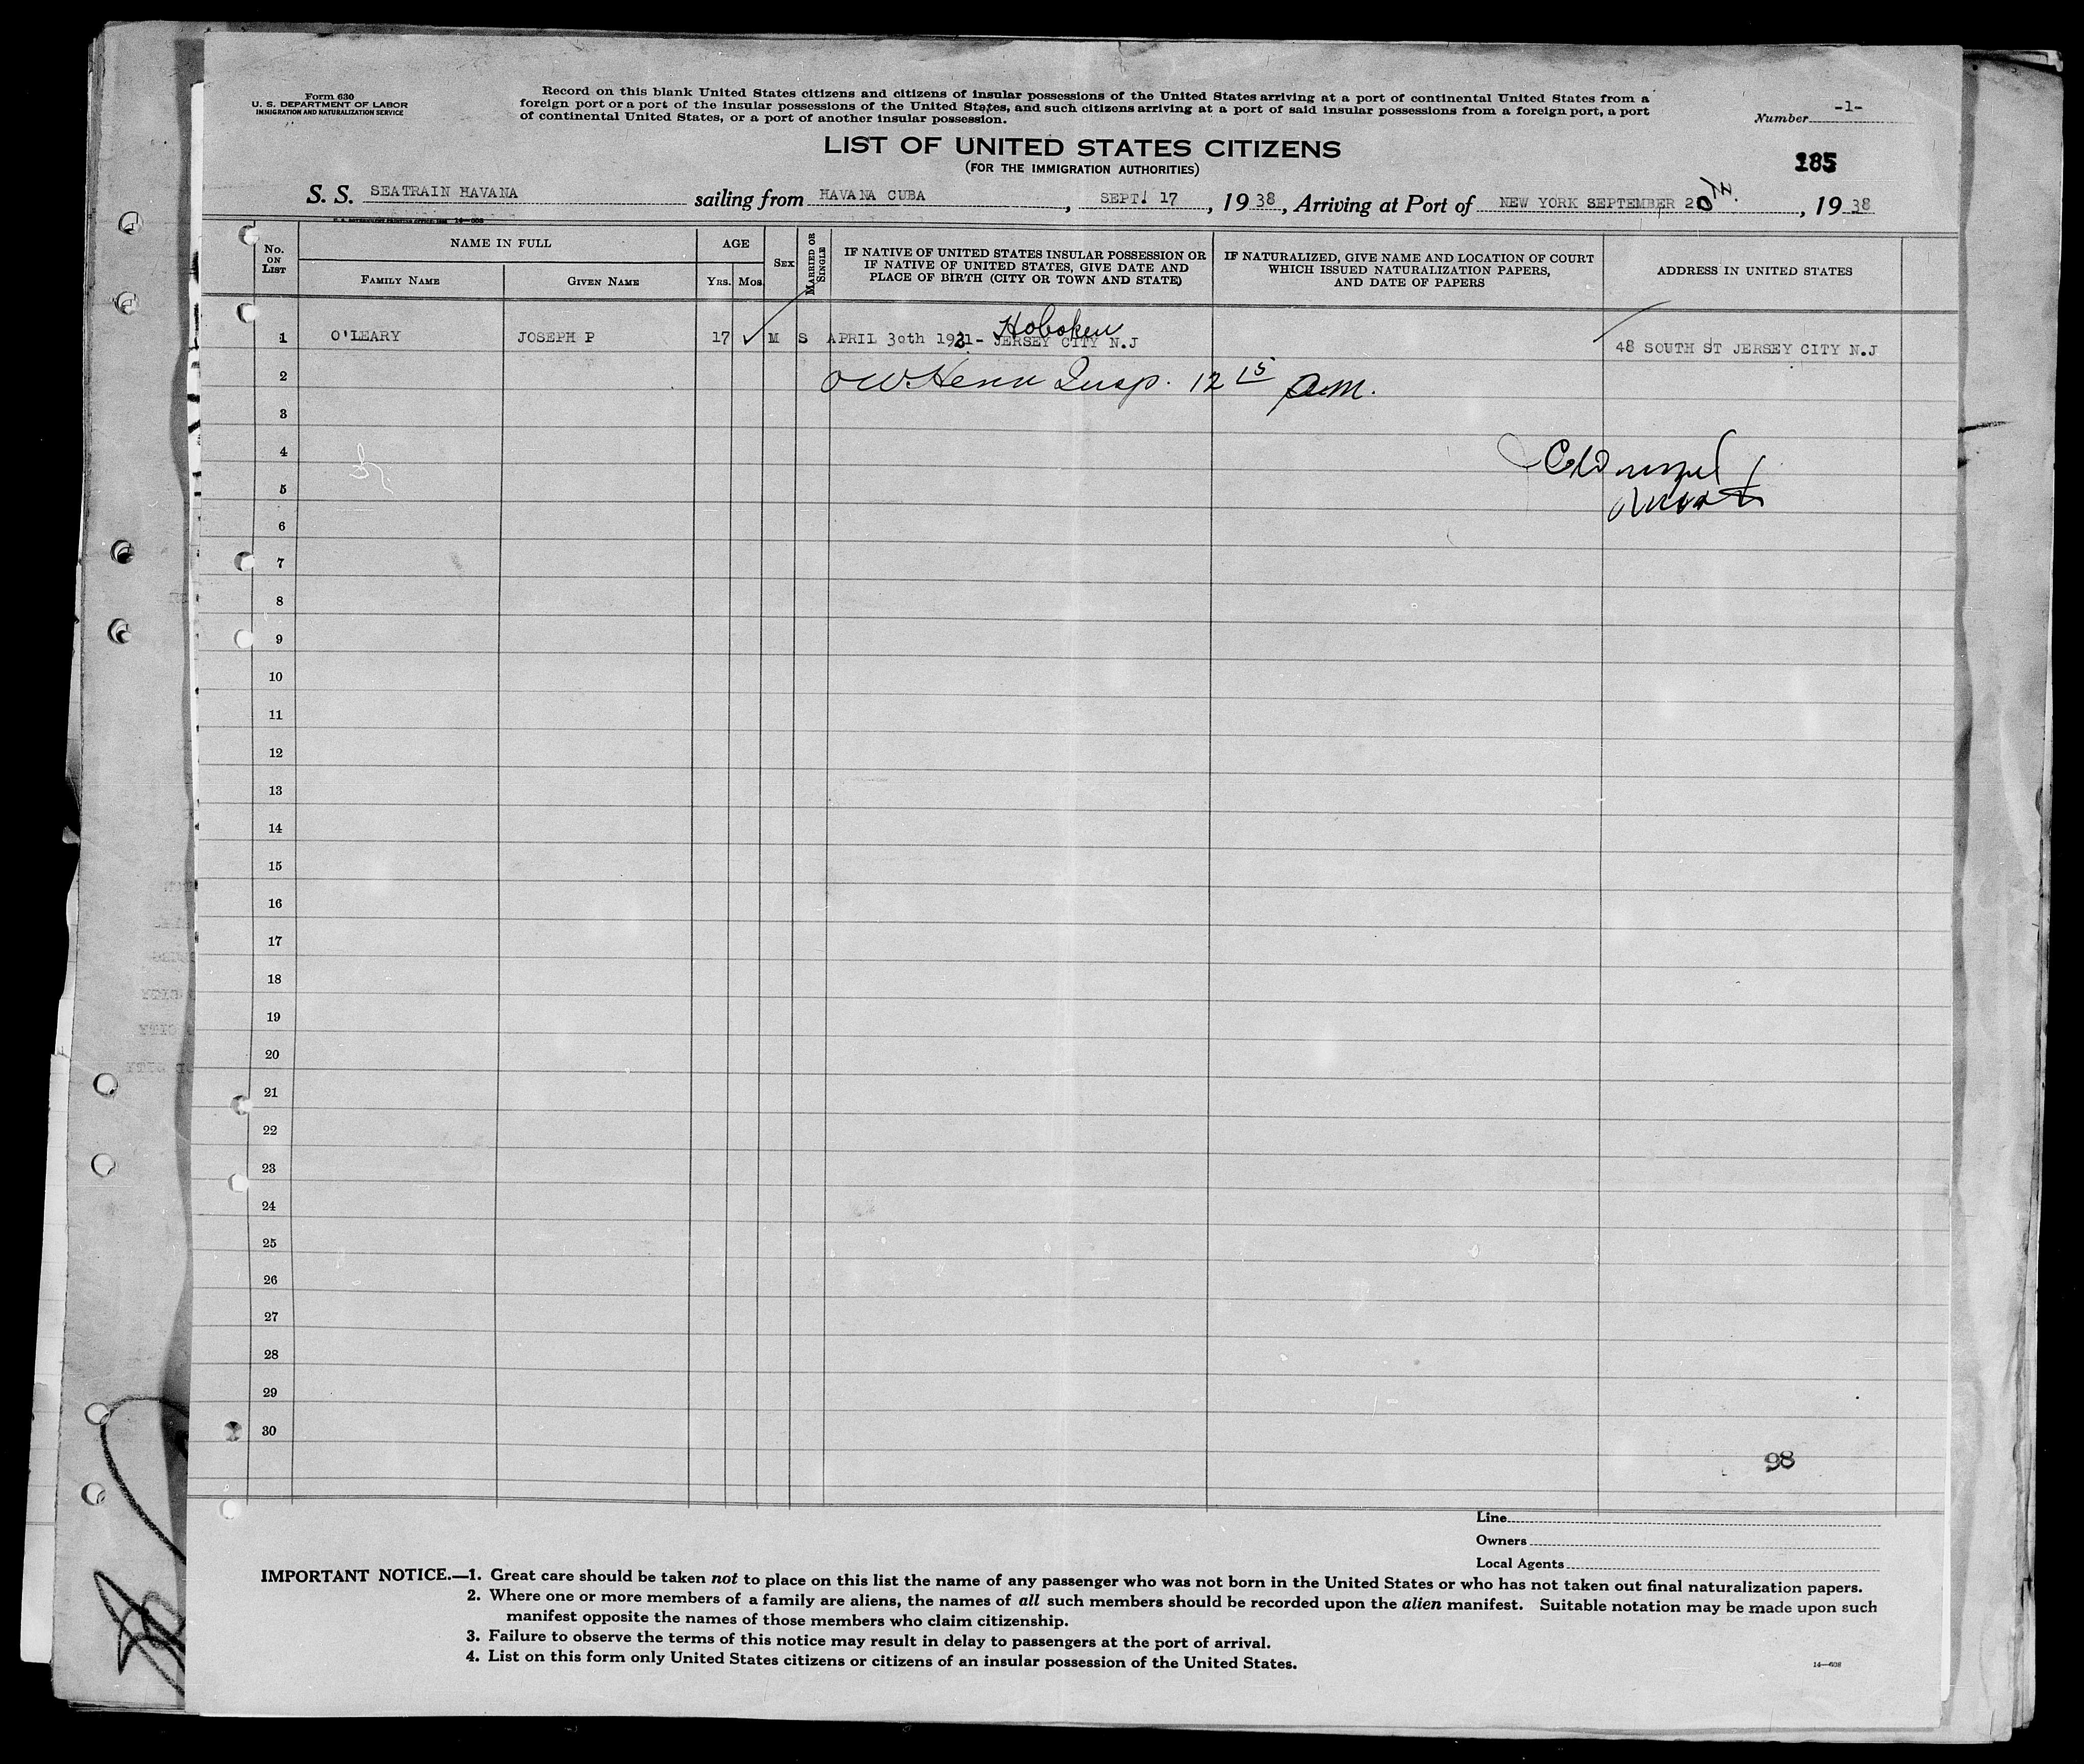 Form 630
U. S. DEPARTMENT OF LABOR
IMMIGRATION AND NATURALIZATION SERVICE
Record on this blank United States citizens and citizens of insular possessions of the United States arriving at a port of continental United States from a
foreign port or a port of the insular possessions of the United States, and such citizens arriving at a port of said insular possessions from a foreign port, a port
of continental United States, or a port of another insular possession.
Number -1-
LIST OF UNITED STATES CITIZENS
(FOR THE IMMIGRATION AUTHORITIES)
185
S. S. SEATRAIN HAVANA sailing from HAVANA CUBA, SEPT. 17, 1938, Arriving at Port of NEW YORK SEPTEMBER 20th., 1938
No. ON LIST
NAME IN FULL
FAMILY NAME
GIVEN NAME
AGE
YRS.
MOS.
SEX
MARRIED OR SINGLE
IF NATIVE OF UNITED STATES INSULAR POSSESSION OR
IF NATIVE OF UNITED STATES, GIVE DATE AND
PLACE OF BIRTH (CITY OR TOWN AND STATE)
IF NATURALIZED, GIVE NAME AND LOCATION OF COURT
WHICH ISSUED NATURALIZATION PAPERS,
AND DATE OF PAPERS
ADDRESS IN UNITED STATES
Hoboken
1 O'LEARY JOSEPH P 17 ✓ M S APRIL 30th 1921- JERSEY CITY N.J 48 SOUTH ST JERSEY CITY N.J
2 Insp. 12 15 am.
3
4
5
6
7
8
9
10
11
12
13
14
15
16
17
18
19
20
21
22
23
24
25
26
27
28
29
30
98
Line
Owners
Local Agents
IMPORTANT NOTICE.—1. Great care should be taken not to place on this list the name of any passenger who was not born in the United States or who has not taken out final naturalization papers.
2. Where one or more members of a family are aliens, the names of all such members should be recorded upon the alien manifest. Suitable notation may be made upon such
manifest opposite the names of those members who claim citizenship.
3. Failure to observe the terms of this notice may result in delay to passengers at the port of arrival.
4. List on this form only United States citizens or citizens of an insular possession of the United States.
14—608